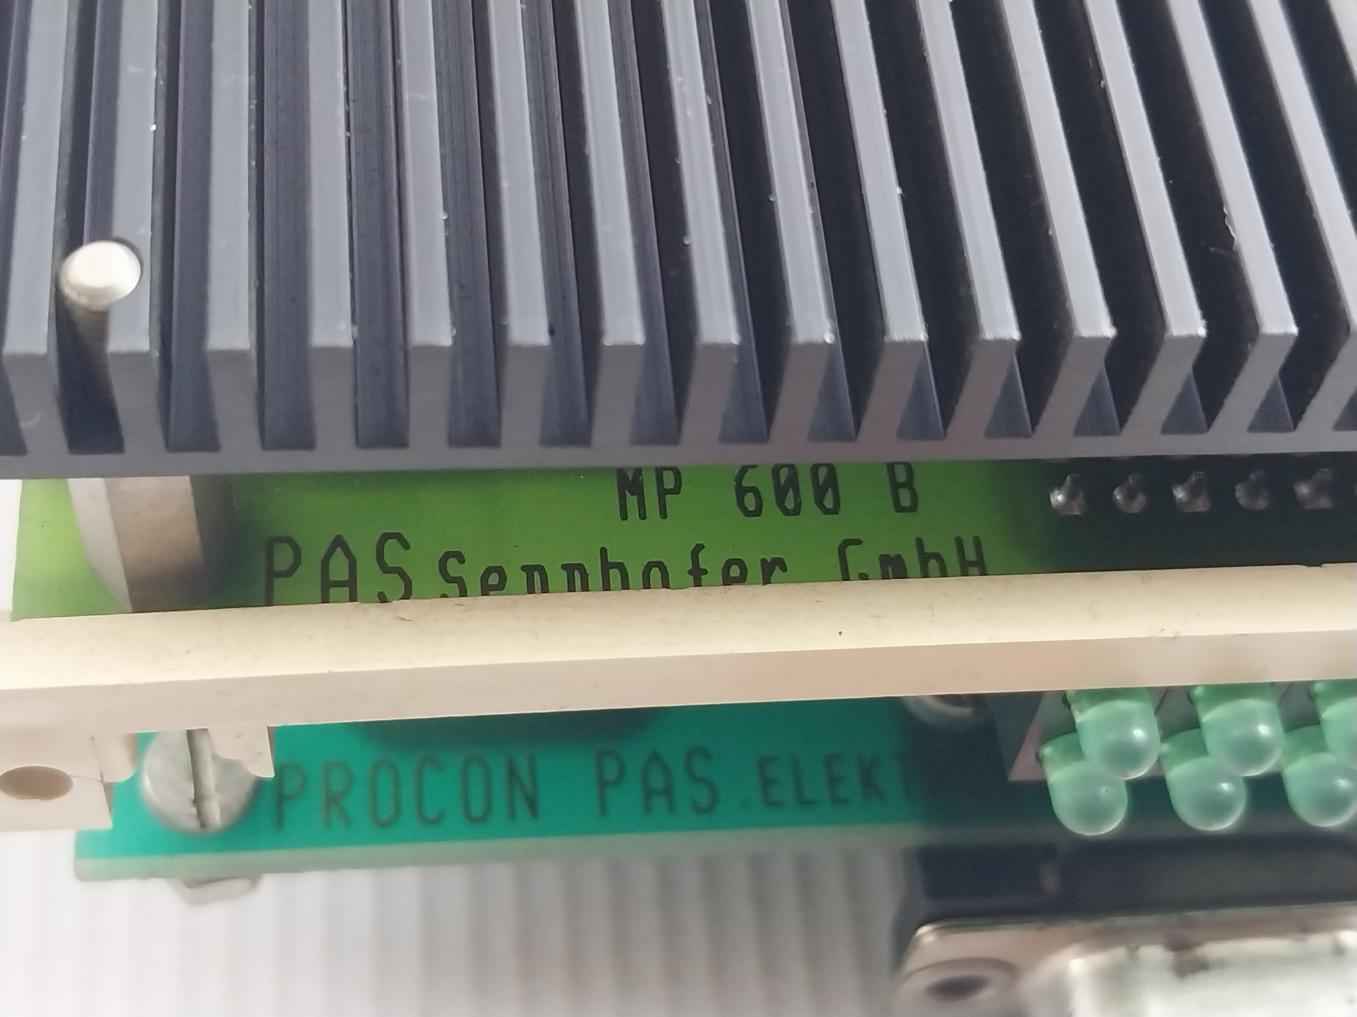 MP 600 B
PAS Sennhofer GmbH
PROCON PAS.ELEKT